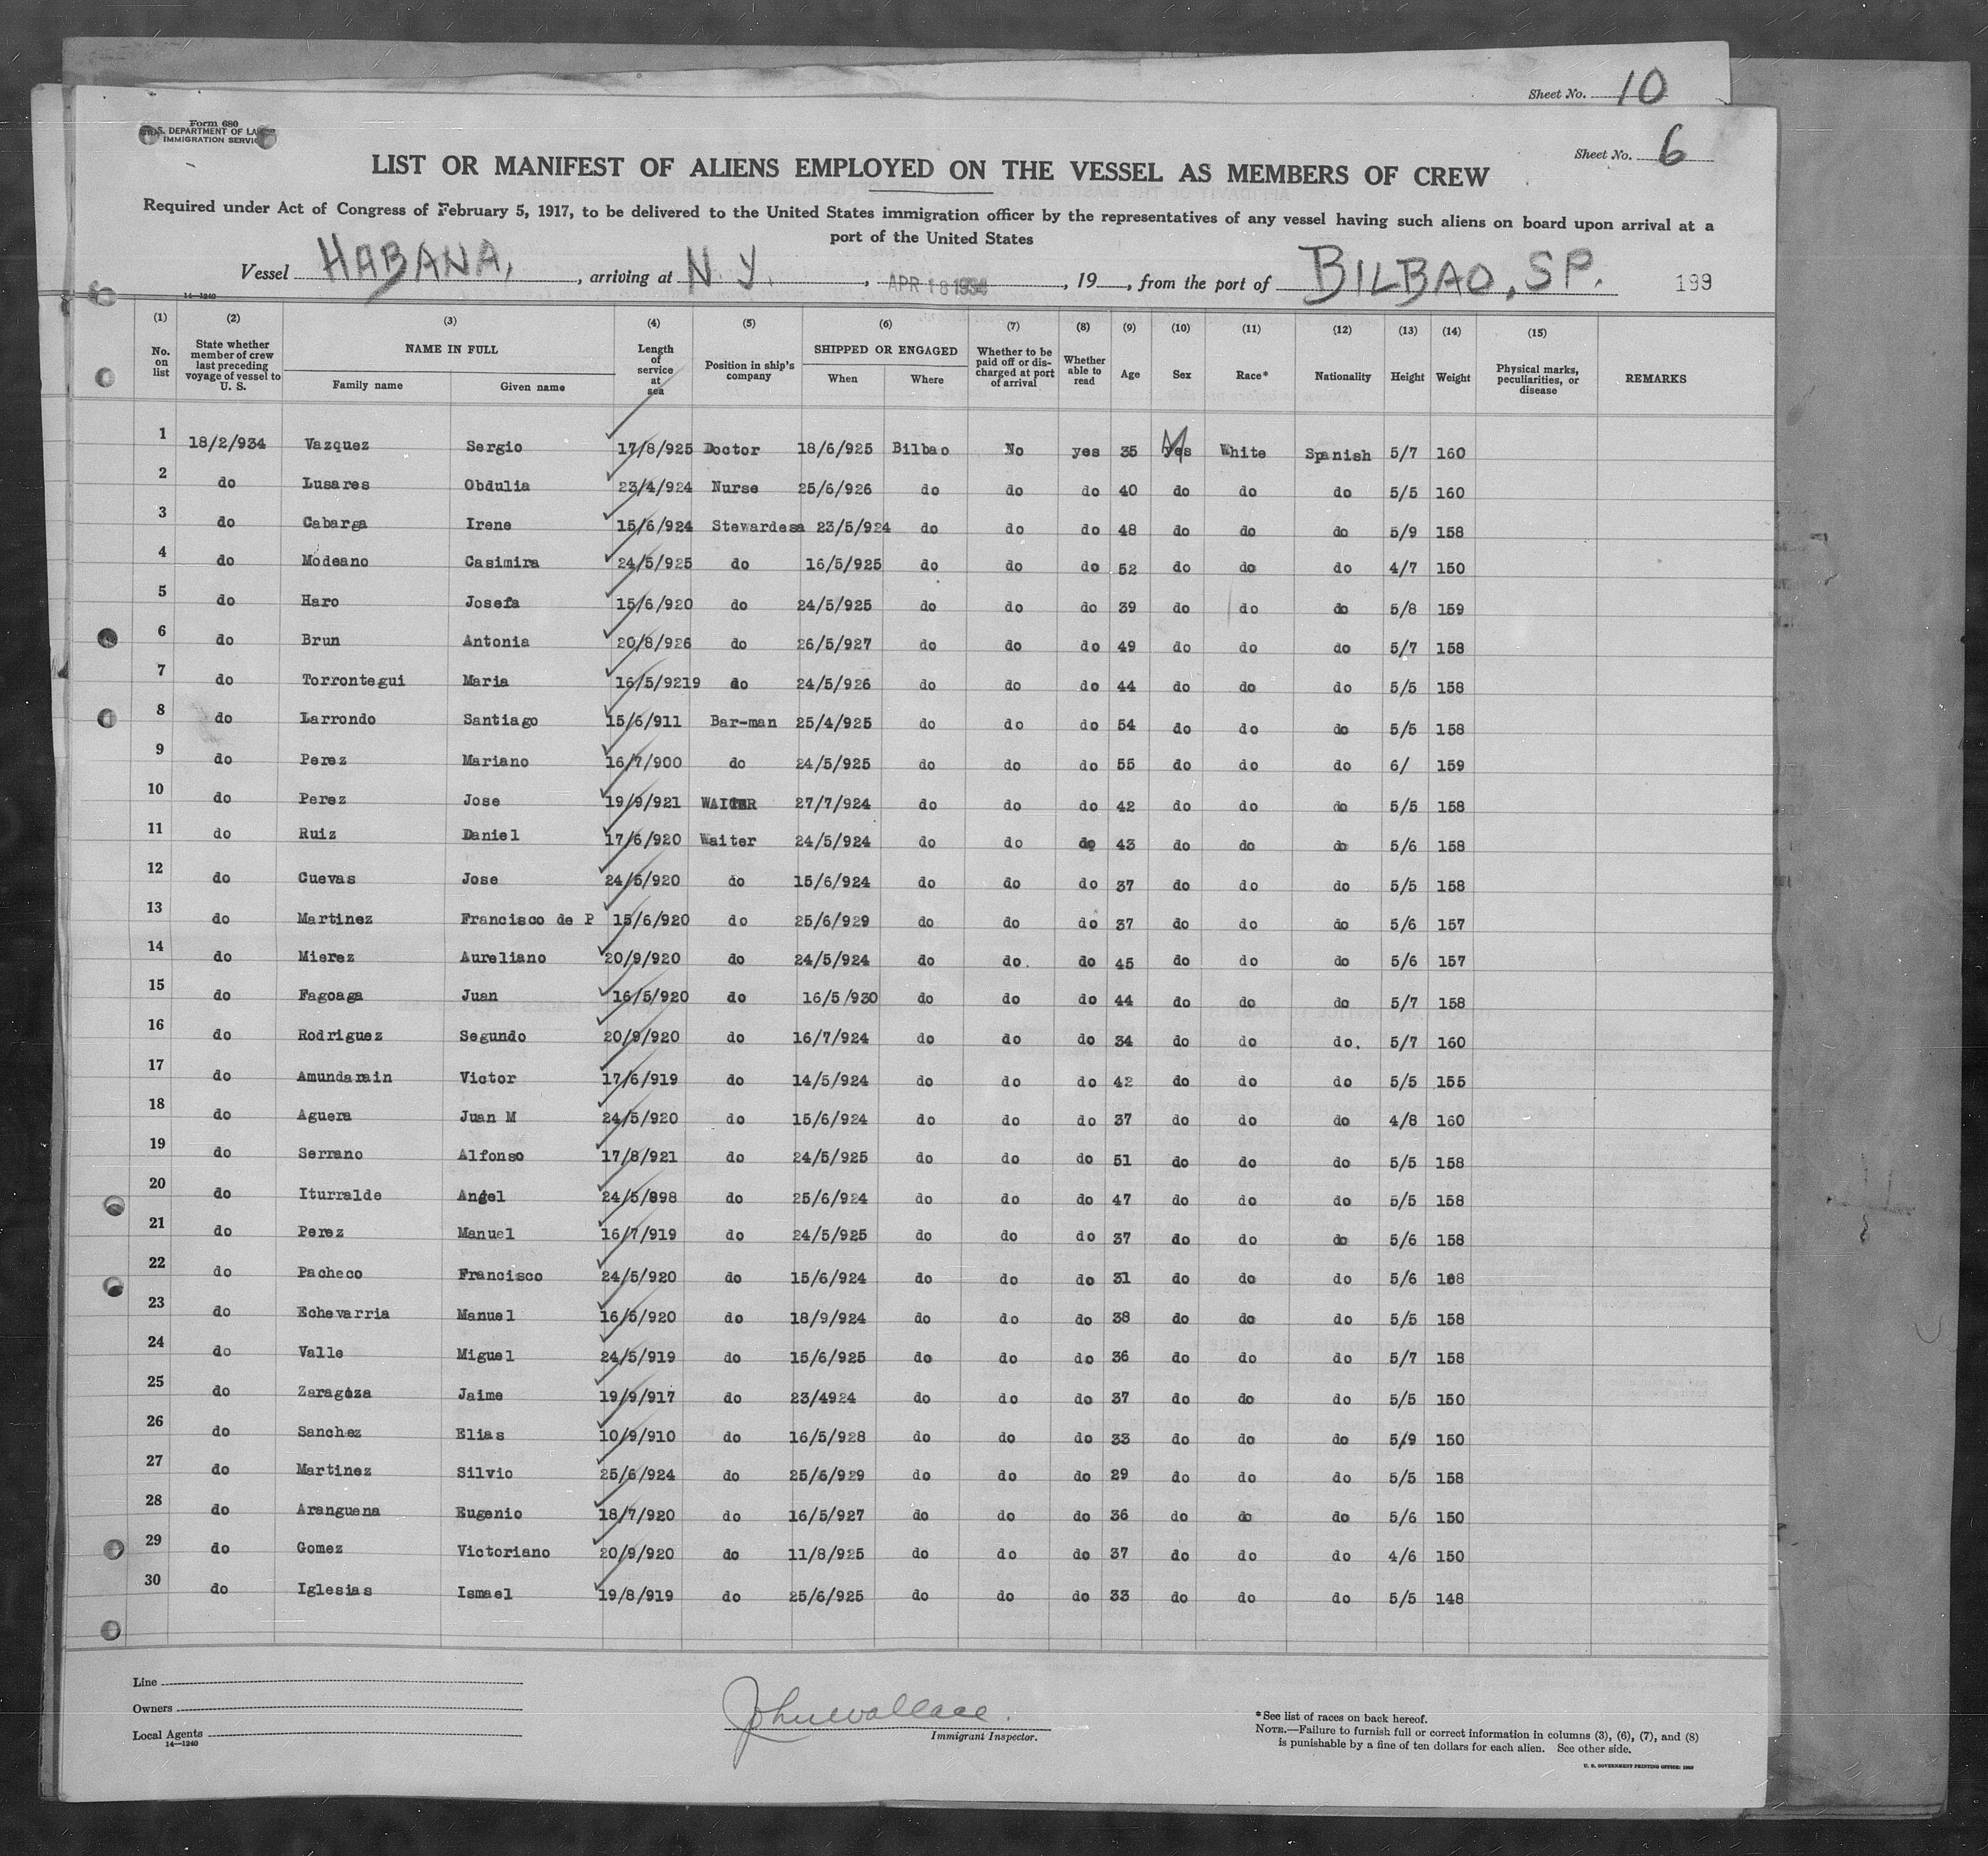 Sheet No. 10
Form 680
U. S. DEPARTMENT OF LABOR
IMMIGRATION SERVICE
Sheet No. 6
LIST OR MANIFEST OF ALIENS EMPLOYED ON THE VESSEL AS MEMBERS OF CREW
Required under Act of Congress of February 5, 1917, to be delivered to the United States immigration officer by the representatives of any vessel having such aliens on board upon arrival at a
port of the United States
Vessel HABANA, , arriving at N. Y. , APR 18 1934 , 19 , from the port of BILBAO, SP. 199
14-1240
(1) (2) (3) (4) (5) (6) (7) (8) (9) (10) (11) (12) (13) (14) (15)
No. on list State whether member of crew last preceding voyage of vessel to U. S. NAME IN FULL Family name Given name Length of service at sea Position in ship's company SHIPPED OR ENGAGED When Where Whether to be paid off or discharged at port of arrival Whether able to read Age Sex Race* Nationality Height Weight Physical marks, peculiarities, or disease REMARKS
1 18/2/934 Vazquez Sergio 17/8/925 Doctor 18/6/925 Bilbao No yes 35 M yes White Spanish 5/7 160
2 do Lusares Obdulia 23/4/924 Nurse 25/6/926 do do do 40 do do do 5/5 160
3 do Cabarga Irene 15/6/924 Stewardesa 23/5/924 do do do 48 do do do 5/9 158
4 do Modeano Casimira 24/5/925 do 16/5/925 do do do 52 do do do 4/7 150
5 do Haro Josefa 15/6/920 do 24/5/925 do do do 39 do do do 5/8 159
6 do Brun Antonia 20/8/926 do 26/5/927 do do do 49 do do do 5/7 158
7 do Torrontegui Maria 16/5/9219 do 24/5/926 do do do 44 do do do 5/5 158
8 do Larrondo Santiago 15/6/911 Bar-man 25/4/925 do do do 54 do do do 5/5 158
9 do Perez Mariano 16/7/900 do 24/5/925 do do do 55 do do do 6/ 159
10 do Perez Jose 19/9/921 WAITER 27/7/924 do do do 42 do do do 5/5 158
11 do Ruiz Daniel 17/6/920 Waiter 24/5/924 do do do 43 do do do 5/6 158
12 do Cuevas Jose 24/5/920 do 15/6/924 do do do 37 do do do 5/5 158
13 do Martinez Francisco de P 15/6/920 do 25/6/929 do do do 37 do do do 5/6 157
14 do Mierez Aureliano 20/9/920 do 24/5/924 do do. do 45 do do do 5/6 157
15 do Fagoaga Juan 16/5/920 do 16/5/930 do do do 44 do do do 5/7 158
16 do Rodriguez Segundo 20/9/920 do 16/7/924 do do do 34 do do do. 5/7 160
17 do Amundarain Victor 17/6/919 do 14/5/924 do do do 42 do do do 5/5 155
18 do Aguera Juan M 24/5/920 do 15/6/924 do do do 37 do do do 4/8 160
19 do Serrano Alfonso 17/8/921 do 24/5/925 do do do 51 do do do 5/5 158
20 do Iturralde Angel 24/5/898 do 25/6/924 do do do 47 do do do 5/5 158
21 do Perez Manuel 16/7/919 do 24/5/925 do do do 37 do do do 5/6 158
22 do Pacheco Francisco 24/5/920 do 15/6/924 do do do 31 do do do 5/6
23 do Echevarria Manuel 16/5/920 do 18/9/924 do do do 38 do do do 5/5 158
24 do Valle Miguel 24/5/919 do 15/6/925 do do do 36 do do do 5/7 158
25 do Zaragoza Jaime 19/9/917 do 23/4924 do do do 37 do do do 5/5 150
26 do Sanchez Elias 10/9/910 do 16/5/928 do do do 33 do do do 5/9 150
27 do Martinez Silvio 25/6/924 do 25/6/929 do do do 29 do do do 5/5 158
28 do Aranguena Eugenio 18/7/920 do 16/5/927 do do do 36 do do do 5/6 150
29 do Gomez Victoriano 20/9/920 do 11/8/925 do do do 37 do do do 4/6 150
30 do Iglesias Ismael 19/8/919 do 25/6/925 do do do 33 do do do 5/5 148
Line
Owners
Local Agents
14-1240
John Wallace.
Immigrant Inspector.
*See list of races on back hereof.
NOTE.—Failure to furnish full or correct information in columns (3), (6), (7), and (8)
is punishable by a fine of ten dollars for each alien. See other side.